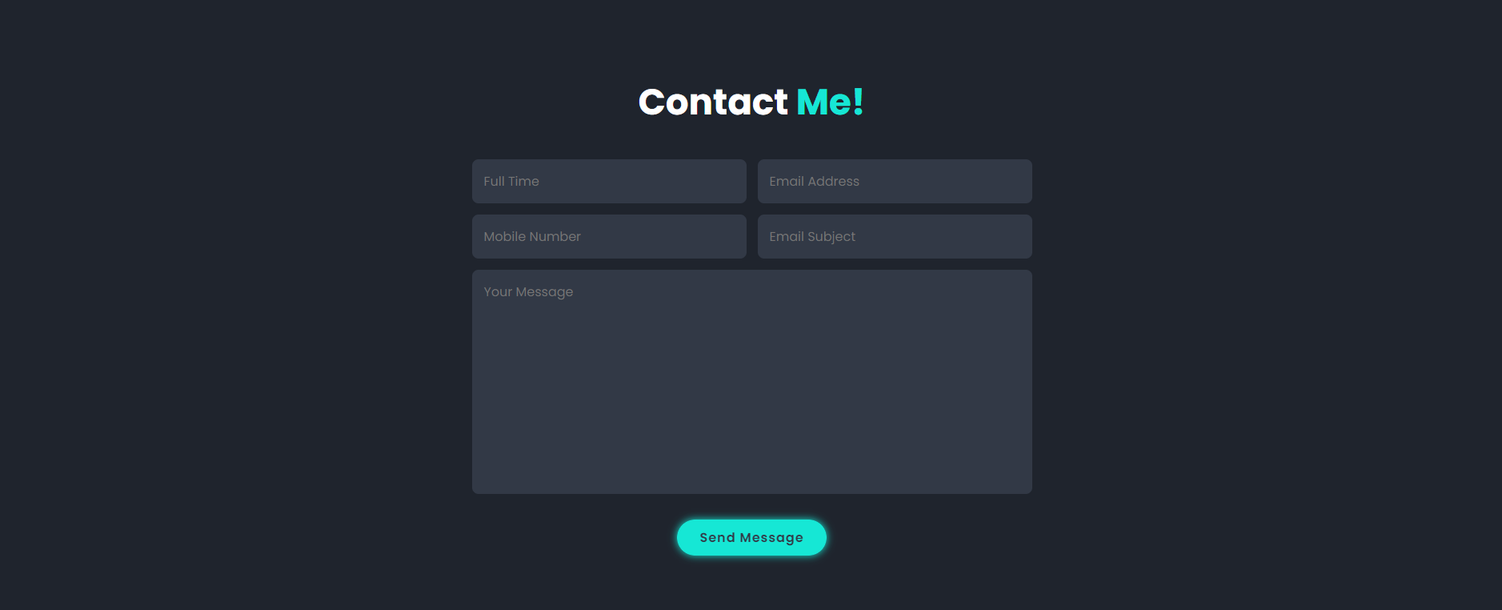 Contact Me!
Full Time
Email Address
Mobile Number
Email Subject
Your Message
Send Message